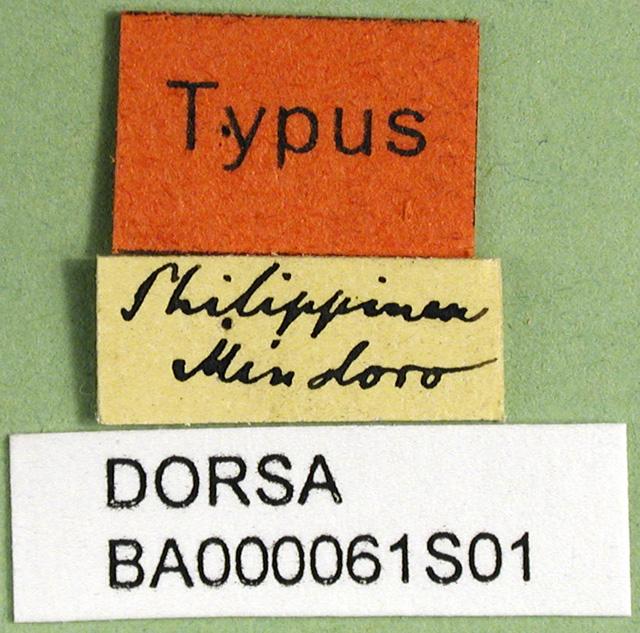 Typus
Philippinen
Mindoro
DORSA
BA000061S01